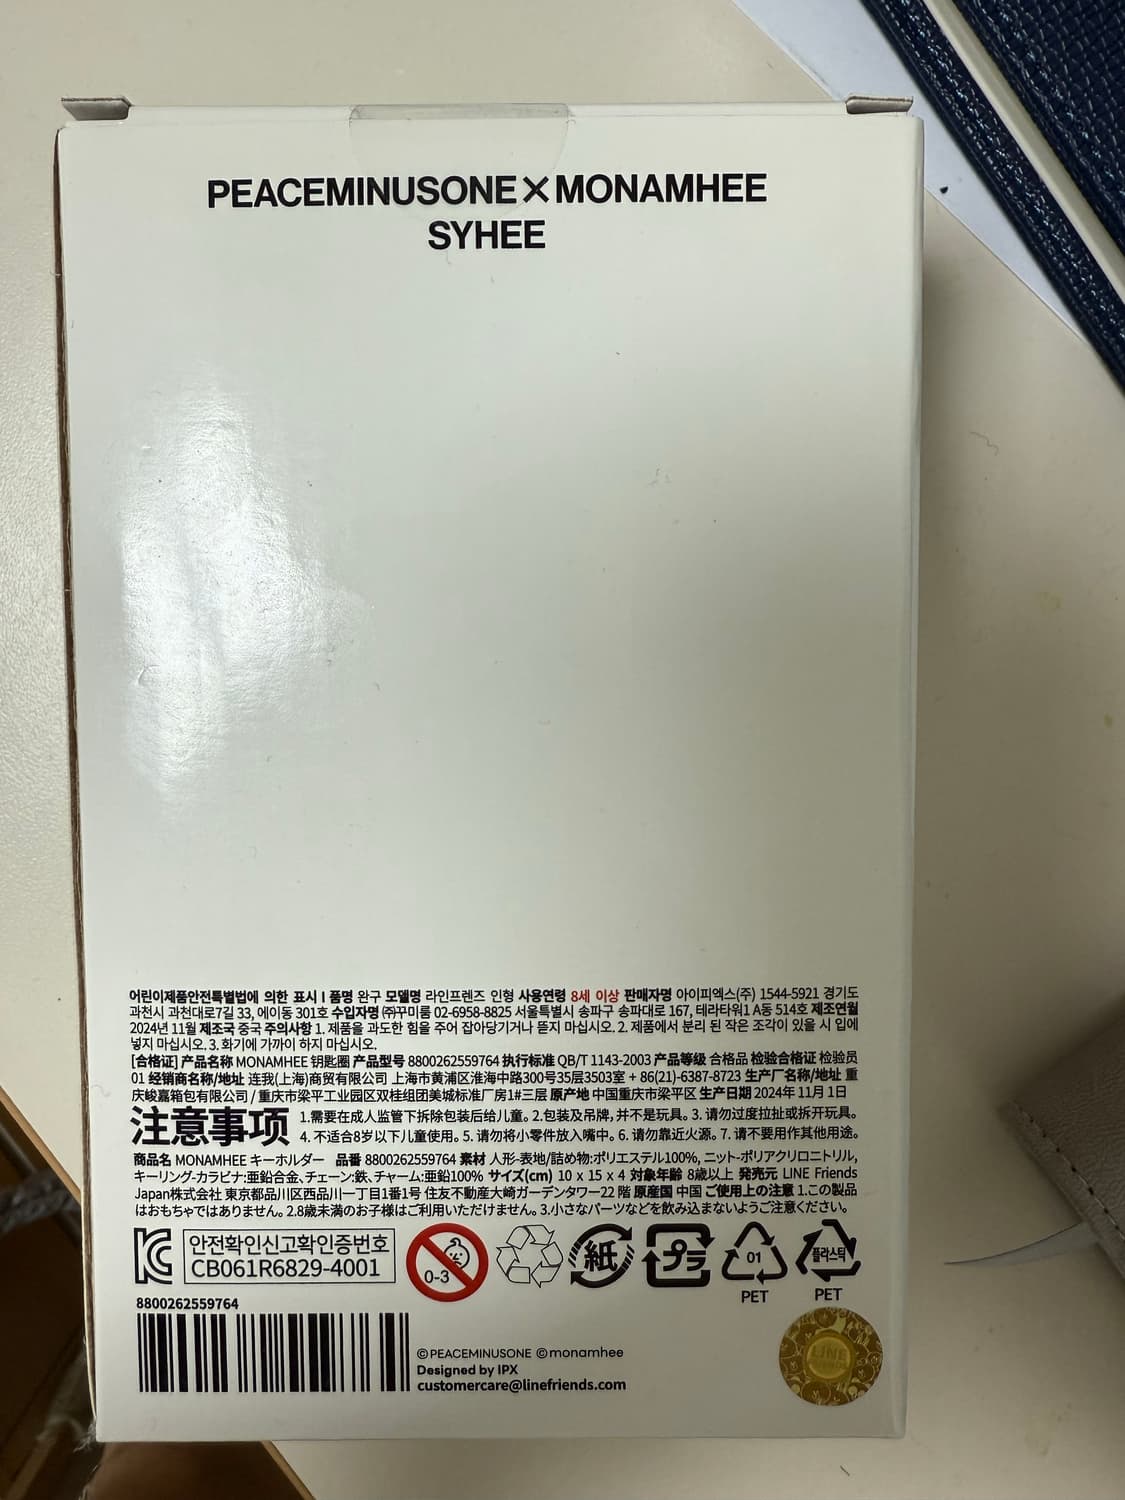 PEACEMINUSONE×MONAMHEE
SYHEE
어린이제품안전특별법에 의한 표시 I 품명 완구 모델명 라인프렌즈 인형 사용연령 8세 이상 판매자명 아이피엑스(주) 1544-5921 경기도
과천시 과천대로7길 33, 에이동 301호 수입자명 ㈜꾸미룸 02-6958-8825 서울특별시 송파구 송파대로 167, 테라타워1 A동 514호 제조연월
2024년 11월 제조국 중국 주의사항 1. 제품을 과도한 힘을 주어 잡아당기거나 뜯지 마십시오. 2. 제품에서 분리 된 작은 조각이 있을 시 입에
넣지 마십시오. 3. 화기에 가까이 하지 마십시오.
[合格证] 产品名称 MONAMHEE 钥匙圈 产品型号 8800262559764 执行标准 QB/T 1143-2003 产品等级 合格品 检验合格证 检验员
01 经销商名称/地址 连我(上海)商贸有限公司 上海市黄浦区淮海中路300号35层3503室 + 86(21)-6387-8723 生产厂名称/地址 重
庆峻嘉箱包有限公司 / 重庆市梁平工业园区双桂组团美城标准厂房1#三层 原产地 中国重庆市梁平区 生产日期 2024年 11月 1日
注意事项 1.需要在成人监管下拆除包装后给儿童。2.包装及吊牌,并不是玩具。3. 请勿过度拉扯或拆开玩具。
4. 不适合8岁以下儿童使用。5. 请勿将小零件放入嘴中。6. 请勿靠近火源。7. 请不要用作其他用途。
商品名 MONAMHEE キーホルダー 品番 8800262559764 素材 人形-表地/詰め物:ポリエステル100%, ニット-ポリアクリロニトリル,
キーリング-カラビナ:亜鉛合金、チェーン:鉄、チャーム:亜鉛100% サイズ(cm) 10 x 15 x 4 対象年齢 8歳以上 発売元 LINE Friends
Japan株式会社 東京都品川区西品川一丁目1番1号 住友不動産大崎ガーデンタワー22 階 原産国 中国 ご使用上の注意 1.この製品
はおもちゃではありません。2.8歳未満のお子様はご利用いただけません。3.小さなパーツなどを飲み込まないようご注意ください。
안전확인신고확인증번호
CB061R6829-4001
0-3
紙
プラ
01
PET
플라스틱
PET
8800262559764
©PEACEMINUSONE ©monamhee
Designed by IPX
customercare@linefriends.com
LINE